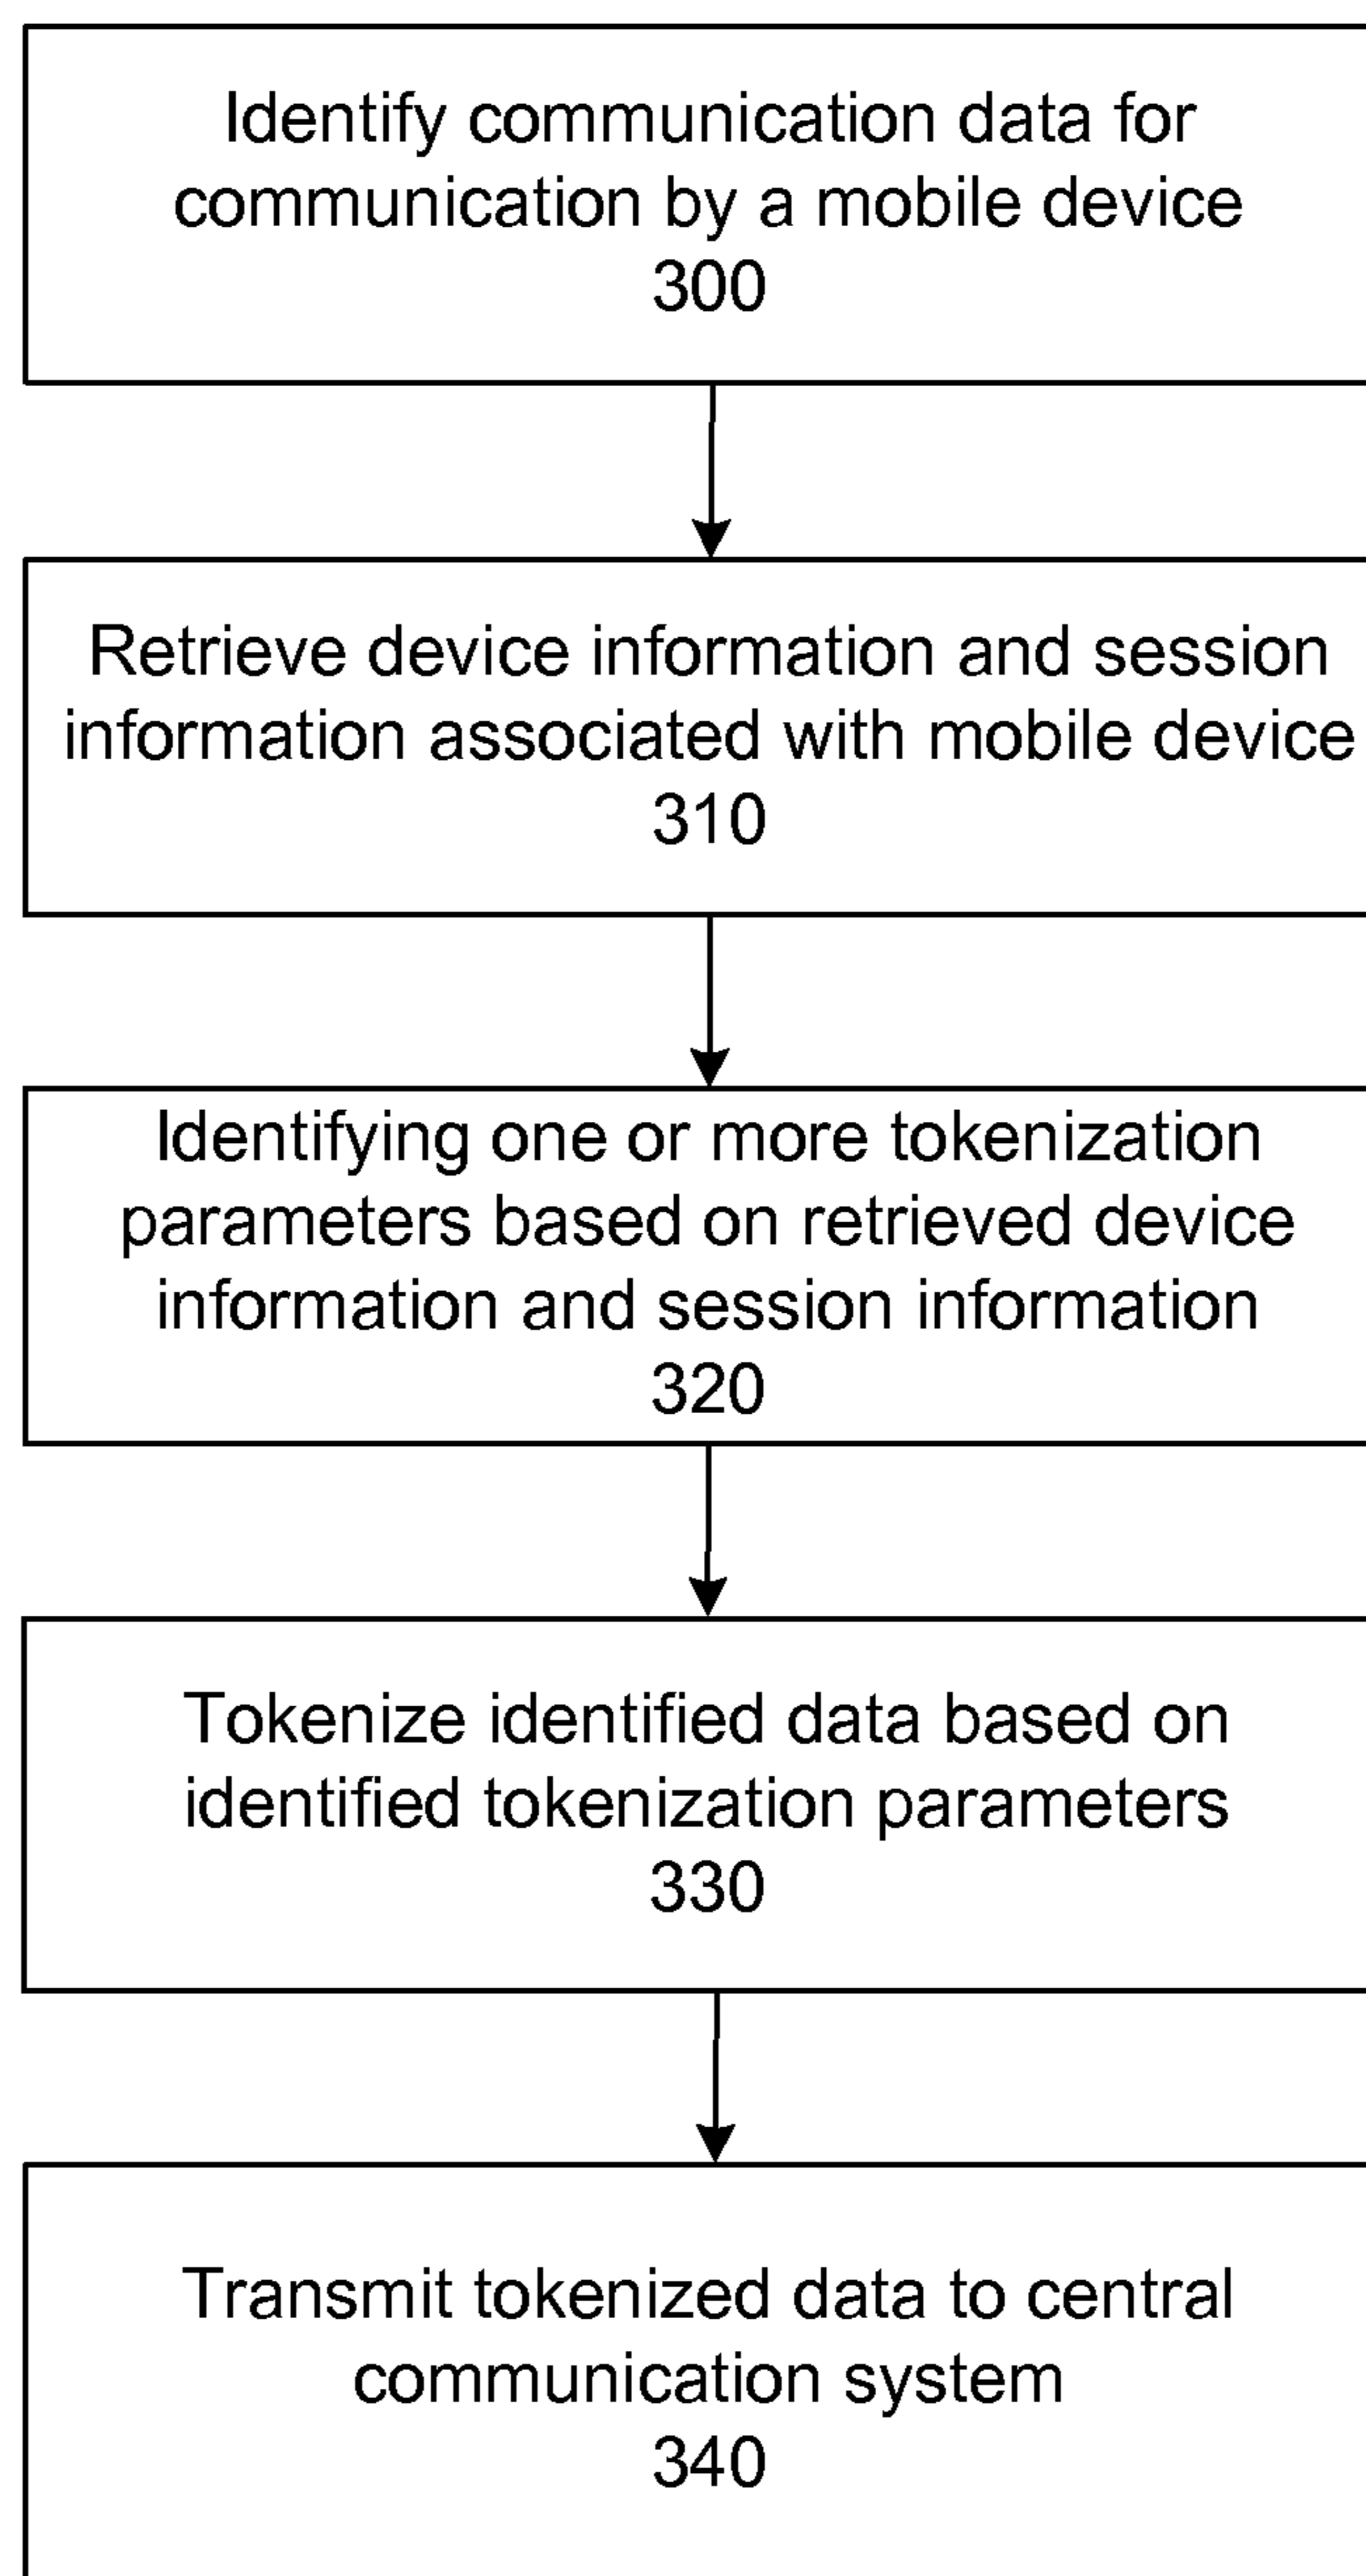 Identify communication data for
communication by a mobile device
300
Retrieve device information and session
information associated with mobile device
310
Identifying one or more tokenization
parameters based on retrieved device
information and session information
320
Tokenize identified data based on
identified tokenization parameters
330
Transmit tokenized data to central
communication system
340